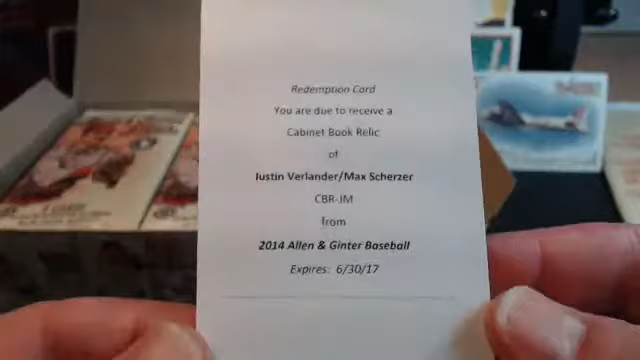 Redemption Card
You are due to receive a
Cabinet Book Relic
of
Justin Verlander/Max Scherzer
CBR-JM
from
2014 Allen & Ginter Baseball
Expires: 6/30/17